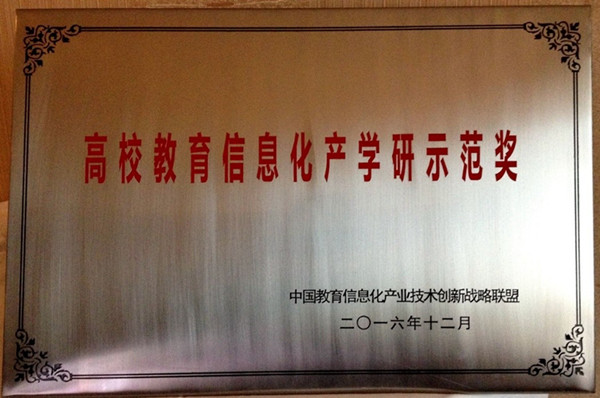 高校教育信息化产学研示范奖
中国教育信息化产业技术创新战略联盟
二〇一六年十二月